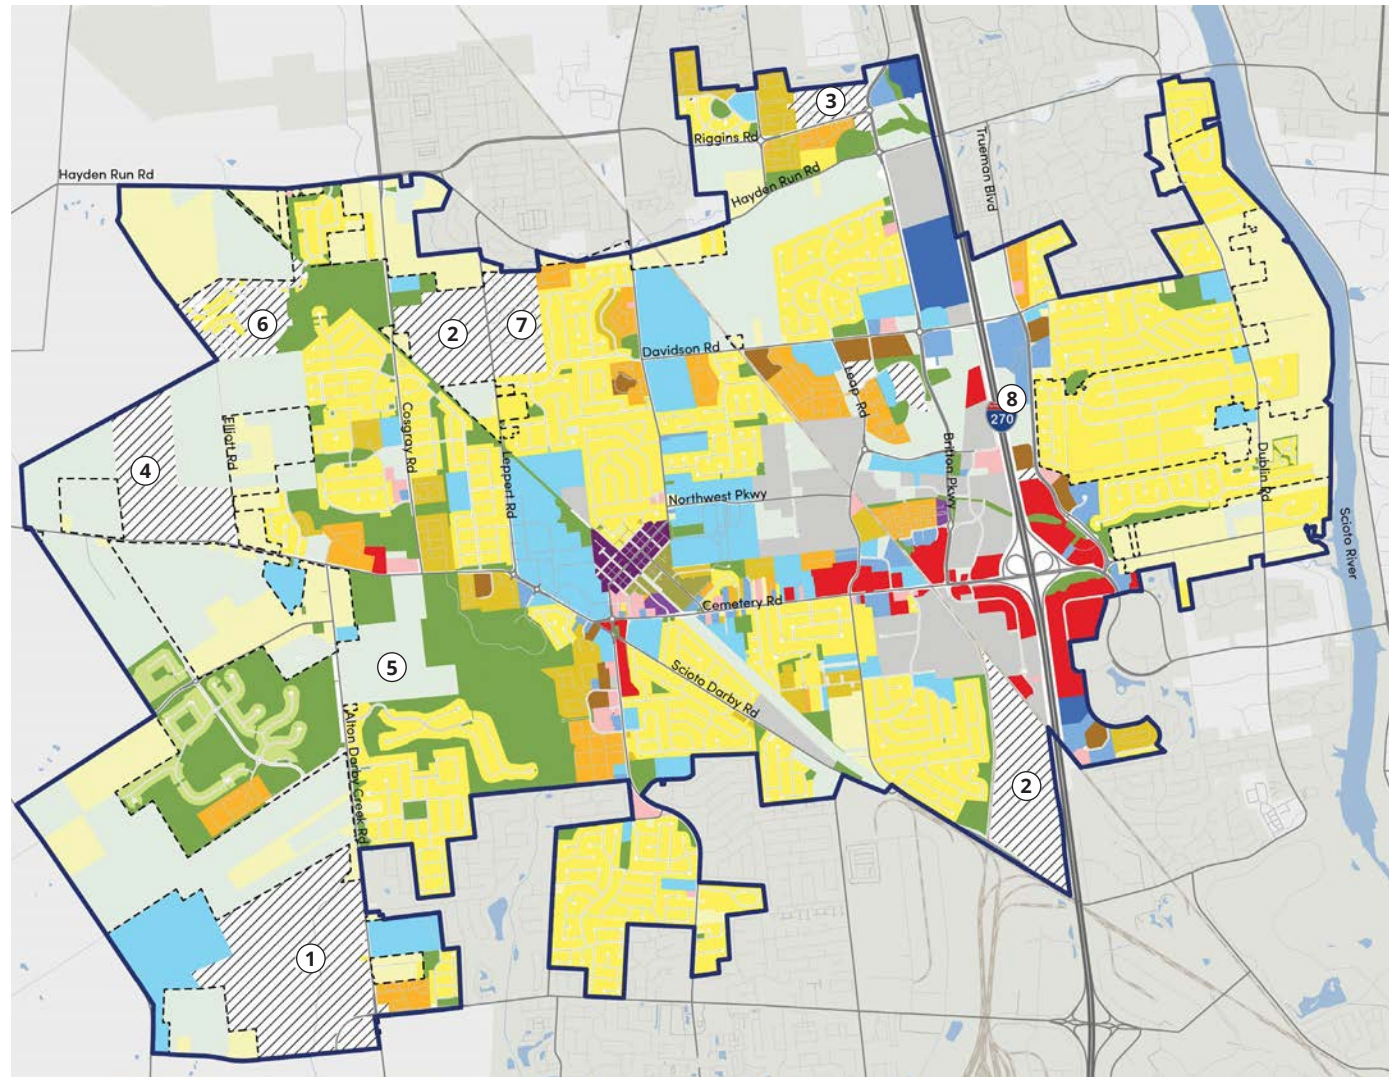 3
Riggins Rd
Trueman Blvd
Hayden Run Rd
Hayden Run Rd
6
2
7
Davidson Rd
Leap Rd
8
270
Elliott Rd
Cosgray Rd
4
Leppert Rd
Britton Pkwy
Dublin Rd
Northwest Pkwy
Scioto River
Cemetery Rd
5
Scioto Darby Rd
Alton Darby Creek Rd
2
1